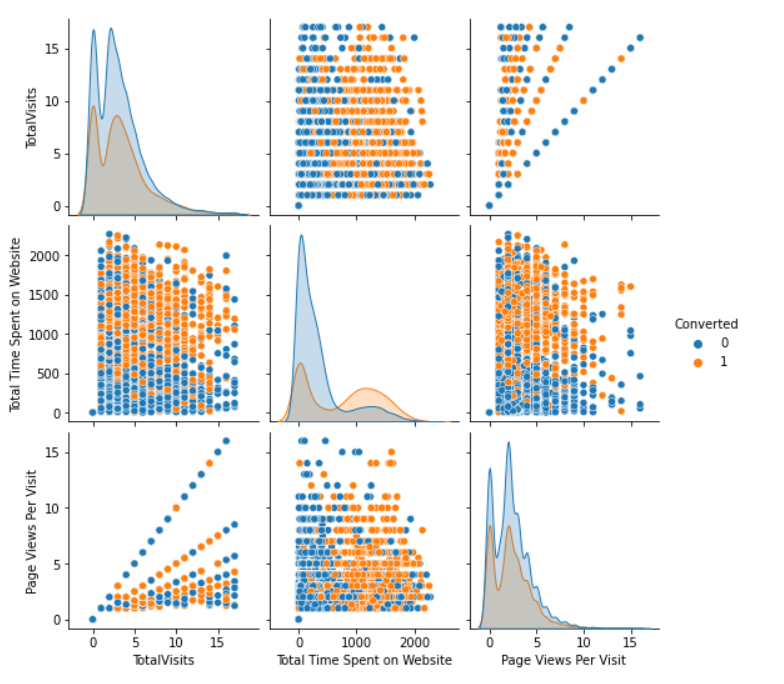 TotalVisits
15
10
5
0
Total Time Spent on Website
2000
1500
1000
500
0
Converted
0
1
Page Views Per Visit
15
10
5
0
0 5 10 15
0 1000 2000
0 5 10 15
TotalVisits
Total Time Spent on Website
Page Views Per Visit